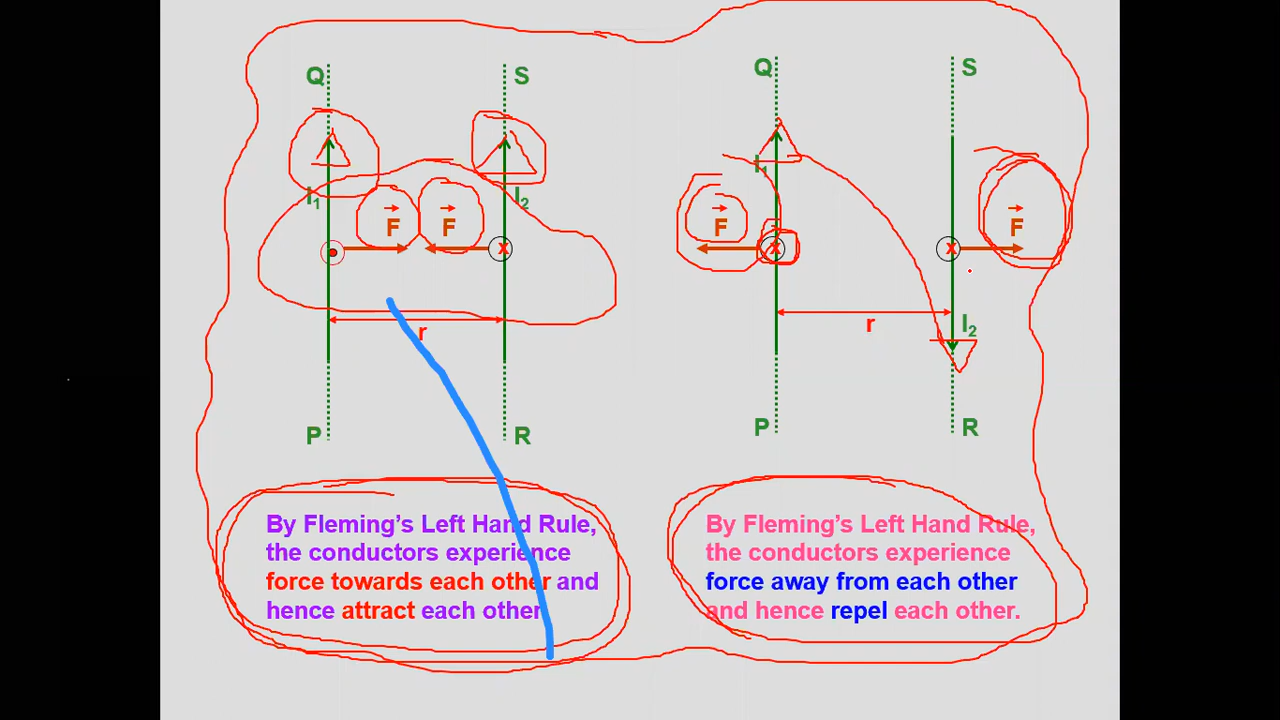 Q S Q S
I₁ I₂ I₁
F F F F
x x x
r r
I₂
P R P R
By Fleming's Left Hand Rule,
the conductors experience
force towards each other and
hence attract each other.
By Fleming's Left Hand Rule,
the conductors experience
force away from each other
and hence repel each other.